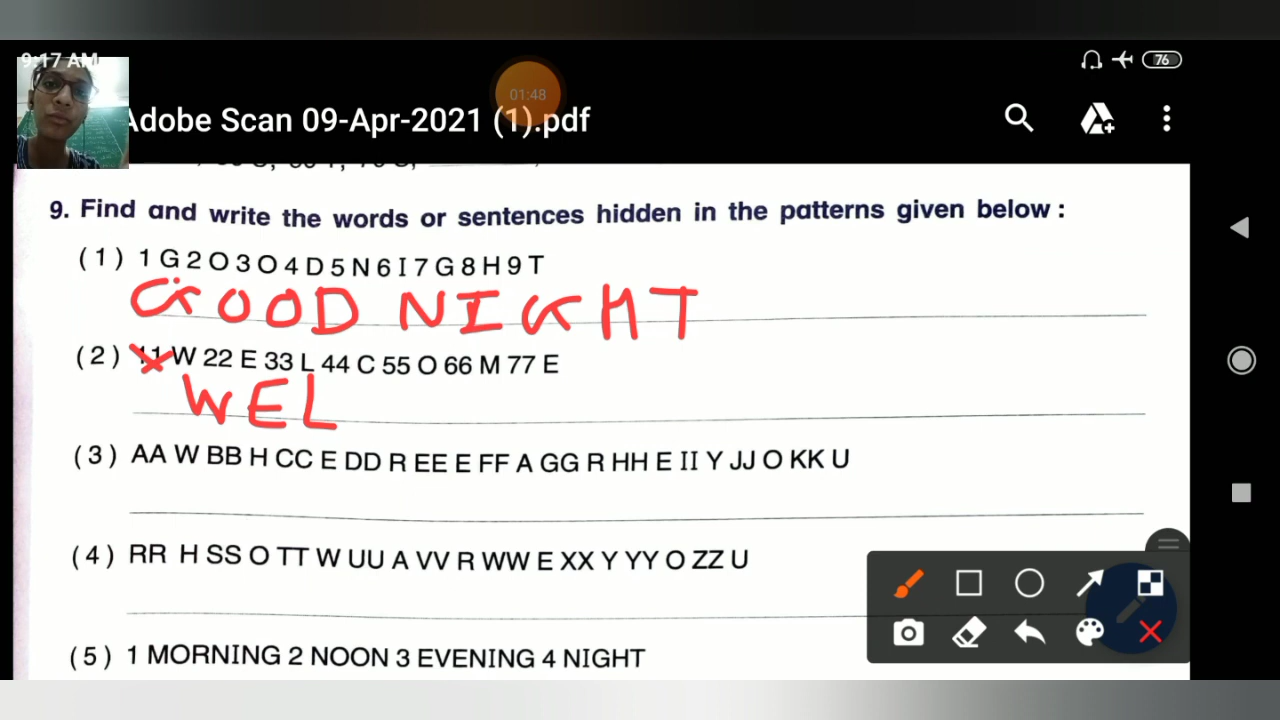 9:17 AM
76
01:48
Adobe Scan 09-Apr-2021 (1).pdf
9. Find and write the words or sentences hidden in the patterns given below :
(1) 1 G 2 O 3 O 4 D 5 N 6 I 7 G 8 H 9 T
GOOD NIGHT
(2) 11 W 22 E 33 L 44 C 55 O 66 M 77 E
WEL
(3) AA W BB H CC E DD R EE E FF A GG R HH E II Y JJ O KK U
(4) RR H SS O TT W UU A VV R WW E XX Y YY O ZZ U
(5) 1 MORNING 2 NOON 3 EVENING 4 NIGHT